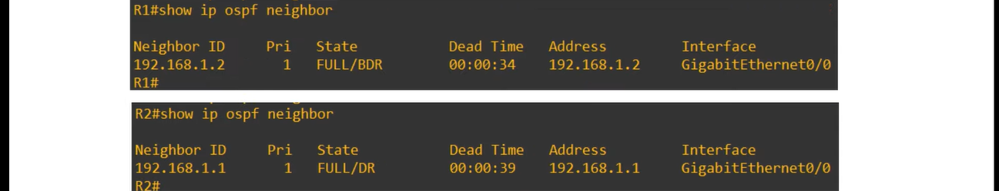 R1#show ip ospf neighbor
Neighbor ID Pri State Dead Time Address Interface
192.168.1.2 1 FULL/BDR 00:00:34 192.168.1.2 GigabitEthernet0/0
R1#
R2#show ip ospf neighbor
Neighbor ID Pri State Dead Time Address Interface
192.168.1.1 1 FULL/DR 00:00:39 192.168.1.1 GigabitEthernet0/0
R2#